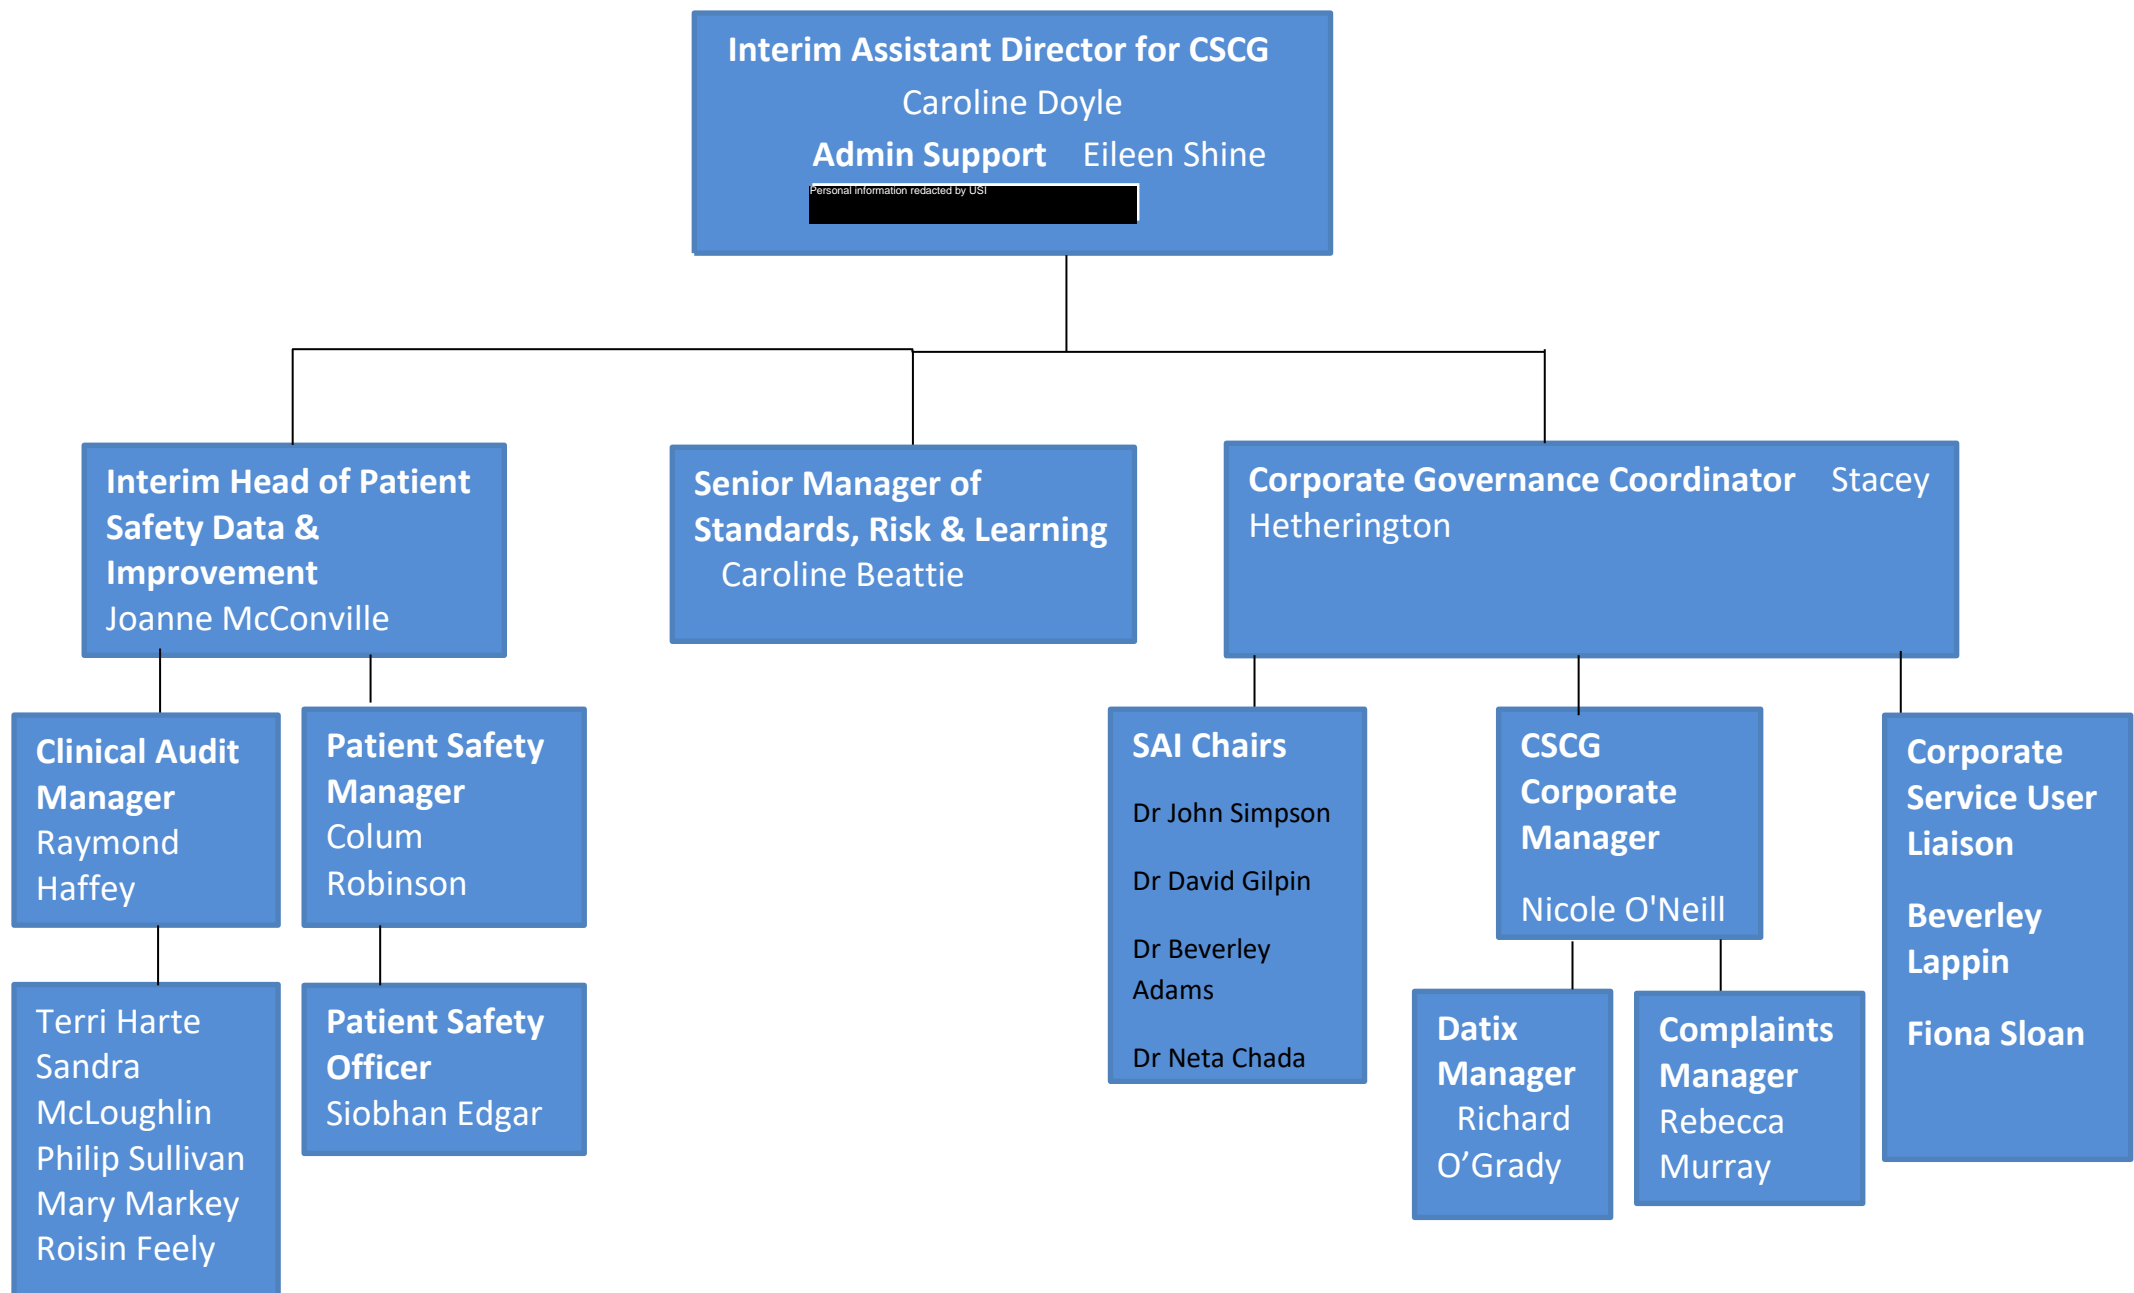 Interim Assistant Director for CSCG
Caroline Doyle
Admin Support Eileen Shine
Personal information redacted by USI
Interim Head of Patient
Safety Data &
Improvement
Joanne McConville
Senior Manager of
Standards, Risk & Learning
Caroline Beattie
Corporate Governance Coordinator Stacey
Hetherington
Clinical Audit
Manager
Raymond
Haffey
Patient Safety
Manager
Colum
Robinson
SAI Chairs
Dr John Simpson
Dr David Gilpin
Dr Beverley
Adams
Dr Neta Chada
CSCG
Corporate
Manager
Nicole O'Neill
Corporate
Service User
Liaison
Beverley
Lappin
Fiona Sloan
Terri Harte
Sandra
McLoughlin
Philip Sullivan
Mary Markey
Roisin Feely
Patient Safety
Officer
Siobhan Edgar
Datix
Manager
Richard
O’Grady
Complaints
Manager
Rebecca
Murray